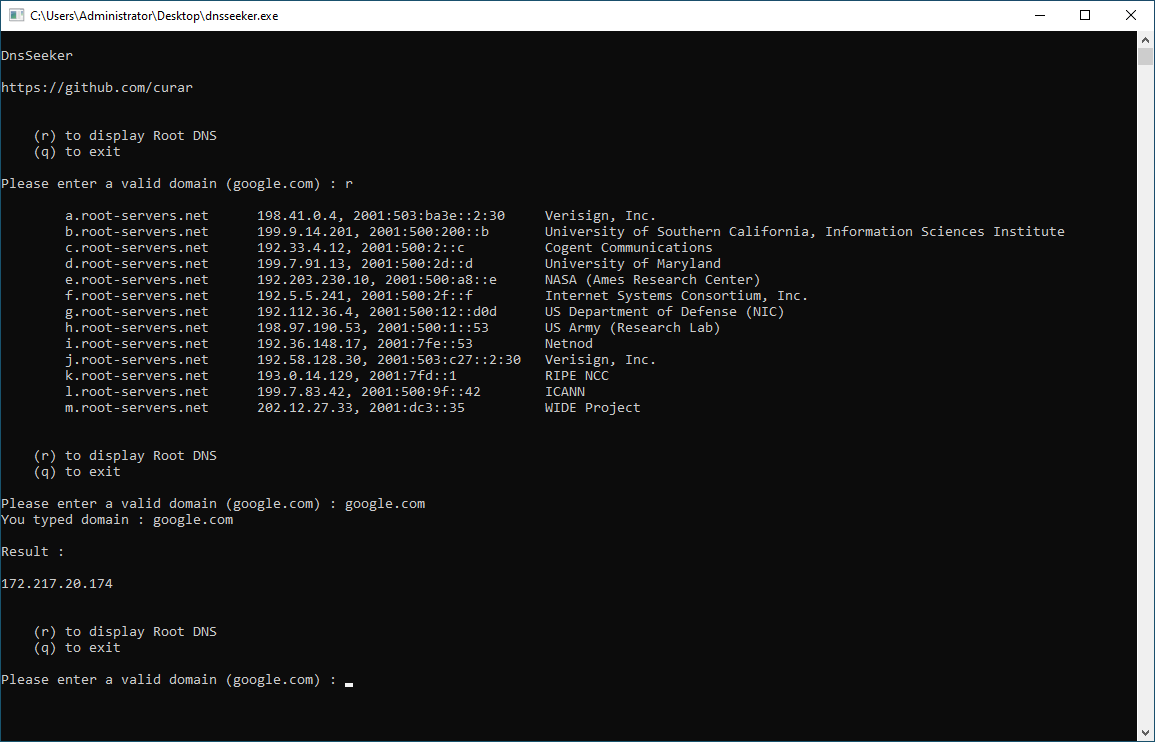 C:\Users\Administrator\Desktop\dnsseeker.exe
DnsSeeker
https://github.com/curar
(r) to display Root DNS
(q) to exit
Please enter a valid domain (google.com) : r
a.root-servers.net 198.41.0.4, 2001:503:ba3e::2:30 Verisign, Inc.
b.root-servers.net 199.9.14.201, 2001:500:200::b University of Southern California, Information Sciences Institute
c.root-servers.net 192.33.4.12, 2001:500:2::c Cogent Communications
d.root-servers.net 199.7.91.13, 2001:500:2d::d University of Maryland
e.root-servers.net 192.203.230.10, 2001:500:a8::e NASA (Ames Research Center)
f.root-servers.net 192.5.5.241, 2001:500:2f::f Internet Systems Consortium, Inc.
g.root-servers.net 192.112.36.4, 2001:500:12::d0d US Department of Defense (NIC)
h.root-servers.net 198.97.190.53, 2001:500:1::53 US Army (Research Lab)
i.root-servers.net 192.36.148.17, 2001:7fe::53 Netnod
j.root-servers.net 192.58.128.30, 2001:503:c27::2:30 Verisign, Inc.
k.root-servers.net 193.0.14.129, 2001:7fd::1 RIPE NCC
l.root-servers.net 199.7.83.42, 2001:500:9f::42 ICANN
m.root-servers.net 202.12.27.33, 2001:dc3::35 WIDE Project
(r) to display Root DNS
(q) to exit
Please enter a valid domain (google.com) : google.com
You typed domain : google.com
Result :
172.217.20.174
(r) to display Root DNS
(q) to exit
Please enter a valid domain (google.com) :